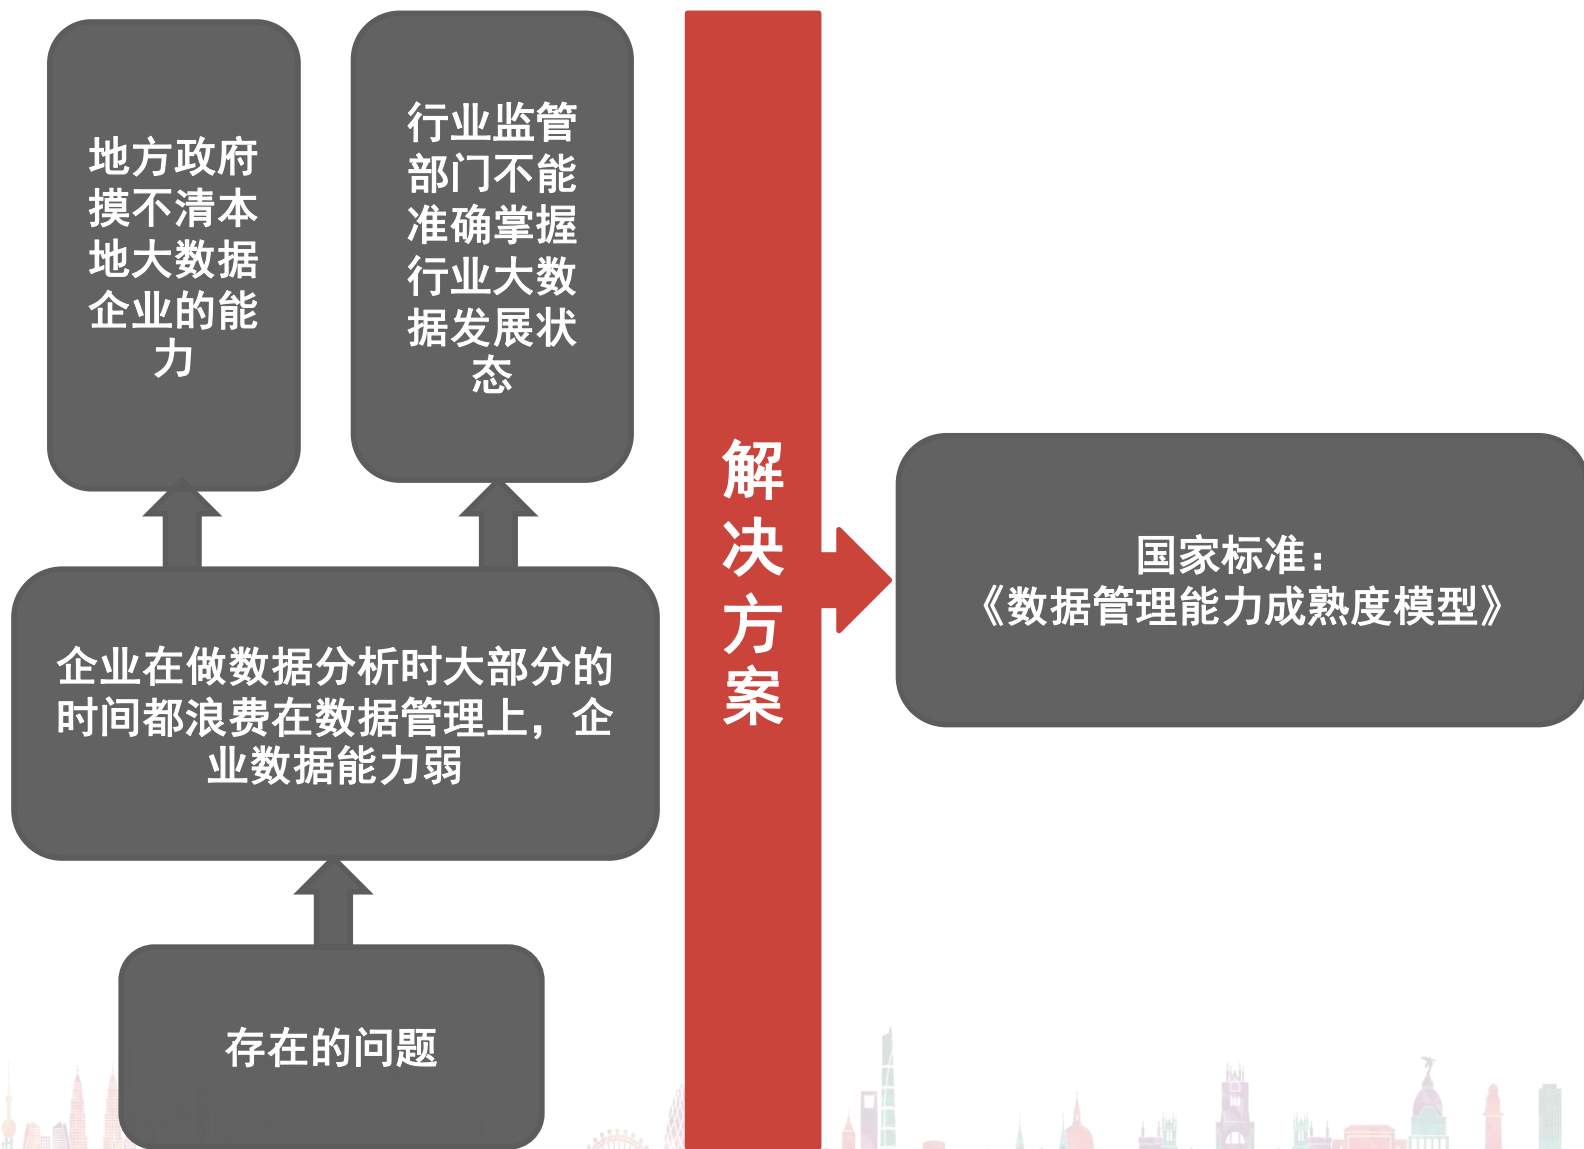 地方政府
摸不清本
地大数据
企业的能
力
行业监管
部门不能
准确掌握
行业大数
据发展状
态
企业在做数据分析时大部分的
时间都浪费在数据管理上，企
业数据能力弱
存在的问题
解
决
方
案
国家标准：
《数据管理能力成熟度模型》